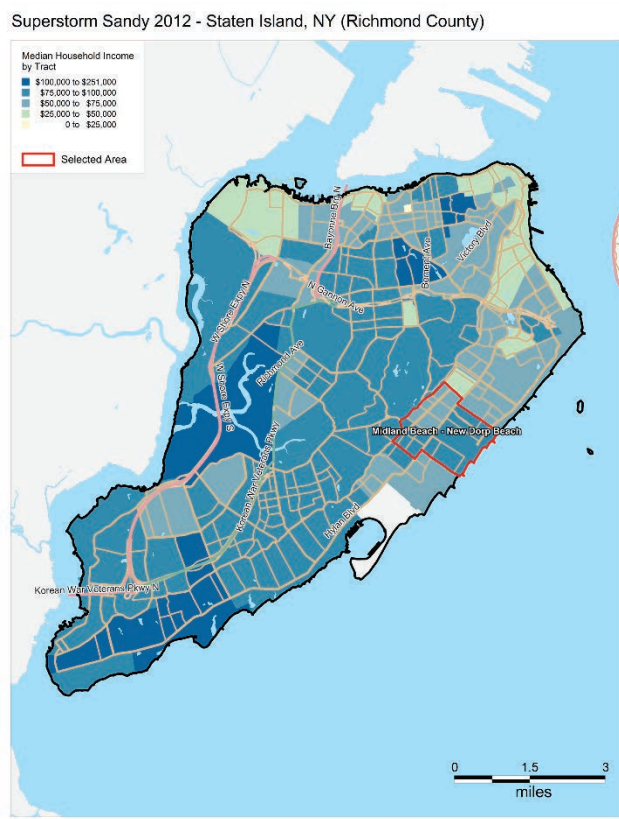 Superstorm Sandy 2012 - Staten Island, NY (Richmond County)
Median Household Income
by Tract
$100,000 to $251,000
$75,000 to $100,000
$50,000 to $75,000
$25,000 to $50,000
0 to $25,000
Selected Area
Bayonne Brg N
Victory Blvd
Bement Ave
N Gannon Ave
W Shore Expy N
Richmond Ave
W Shore Expy S
Midland Beach - New Dorp Beach
Korean War Veterans Pkwy
Hylan Blvd
Korean War Veterans Pkwy N
0 1.5 3
miles